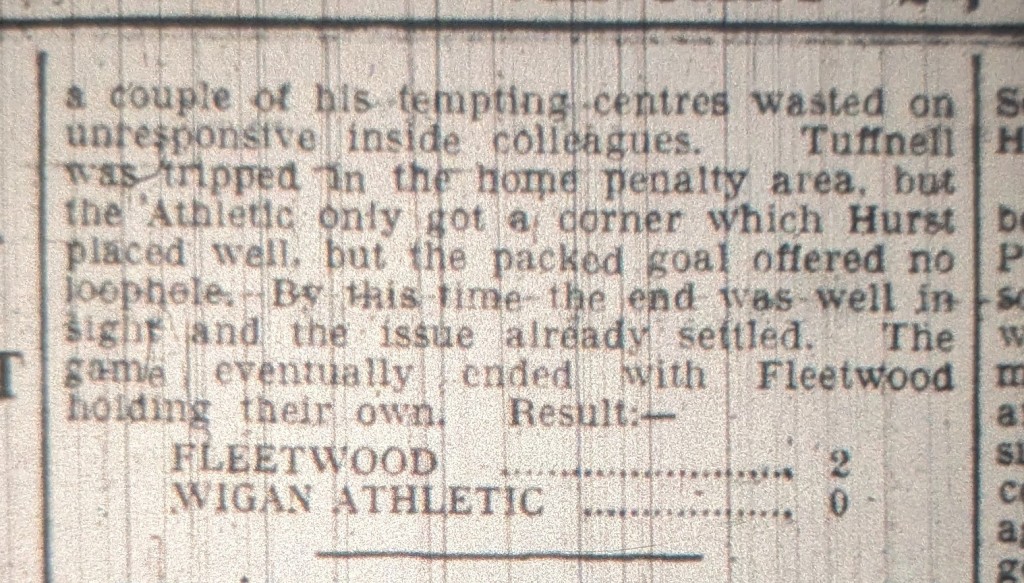 a couple of his tempting centres wasted on
unresponsive inside colleagues. Tuffnell
was tripped in the home penalty area, but
the Athletic only got a corner which Hurst
placed well, but the packed goal offered no
loophole. By this time the end was well in
sight and the issue already settled. The
game eventually ended with Fleetwood
holding their own. Result:—
FLEETWOOD .......................... 2
WIGAN ATHLETIC .................. 0